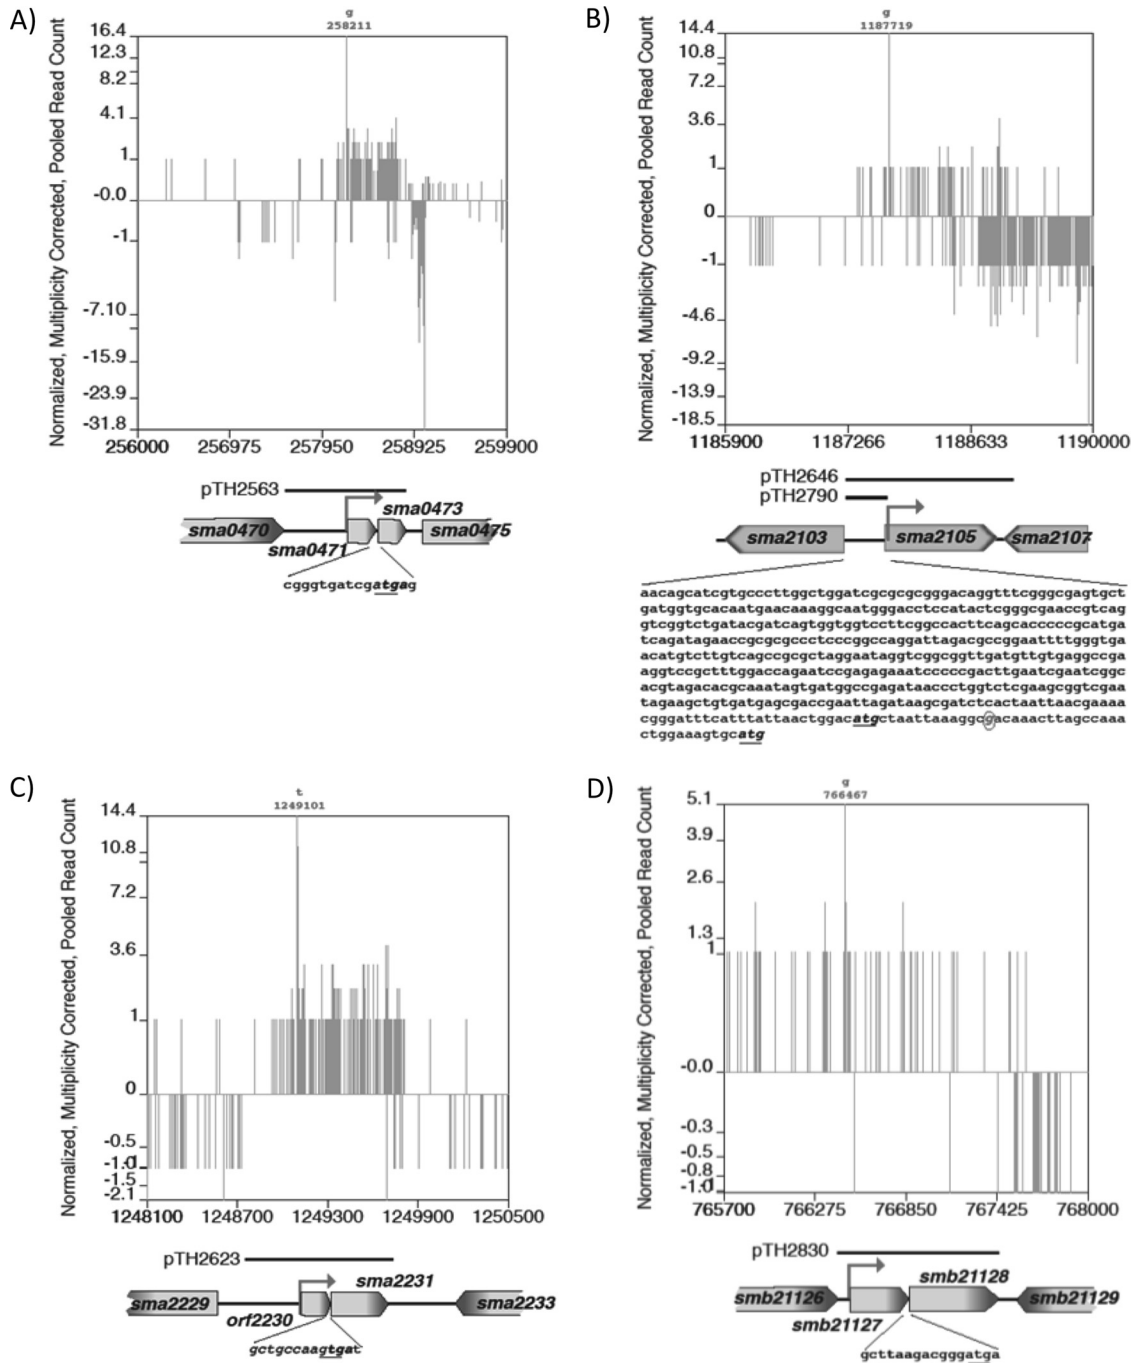 A)
g
258211
Normalized, Multiplicity Corrected, Pooled Read Count
16.4
12.3
8.2
4.1
1
-0.0
-1
-7.10
-15.9
-23.9
-31.8
256000 256975 257950 258925 259900
pTH2563
sma0473
sma0470 sma0475
sma0471
cgggtgatcgatgag
B)
g
1187719
Normalized, Multiplicity Corrected, Pooled Read Count
14.4
7.2
3.6
1
0
-1
-4.6
-9.2
-13.9
-18.5
1185900 1187266 1188633 1190000
pTH2646
pTH2790
sma2103 sma2105 sma2107
aacagcatcgtgcccttggctggatcgcgcgcgggacaggtttcgggcgagtgct
gatggtgcacaatgaacaaaggcaatgggacctccatactcgggcgaaccgtcag
gtcggtctgatacgatcagtggtggtccttcggccacttcagcacccccgcatga
tcagatagaaccgcgcgccctcccggccaggattagacgccggaattttgggtga
acatgtcttgtcagccgcgctaggaataggtcggcggttgatgttgtgaggccga
aggtccgctttggaccagaatccgagagaaatcccccgacttgaatcgaatcggc
acgtagacacgcaaatagtgatggccgagataaccctggtctcgaagcggtcgaa
tagaagctgtgatgagcgaccgaattagataagcgatctcactaattaacgaaaa
cgggatttcatttattaactggacatgctaattaaaggcgacaaacttagccaaa
ctggaaagtgcatg
C)
t
1249101
Normalized, Multiplicity Corrected, Pooled Read Count
14.4
10.8
7.2
3.6
1
0
-0.5
-1.0
-1.5
-2.1
1248100 1248700 1249300 1249900 1250500
pTH2623
sma2231
sma2229 sma2233
orf2230
gctgccaagtgat
D)
g
766467
Normalized, Multiplicity Corrected, Pooled Read Count
5.1
3.9
2.6
1.3
1
-0.0
-0.3
-0.5
-0.8
-1.0
765700 766275 766850 767425 768000
pTH2830
smb21128
smb21126 smb21129
smb21127
gcttaagacgggatga